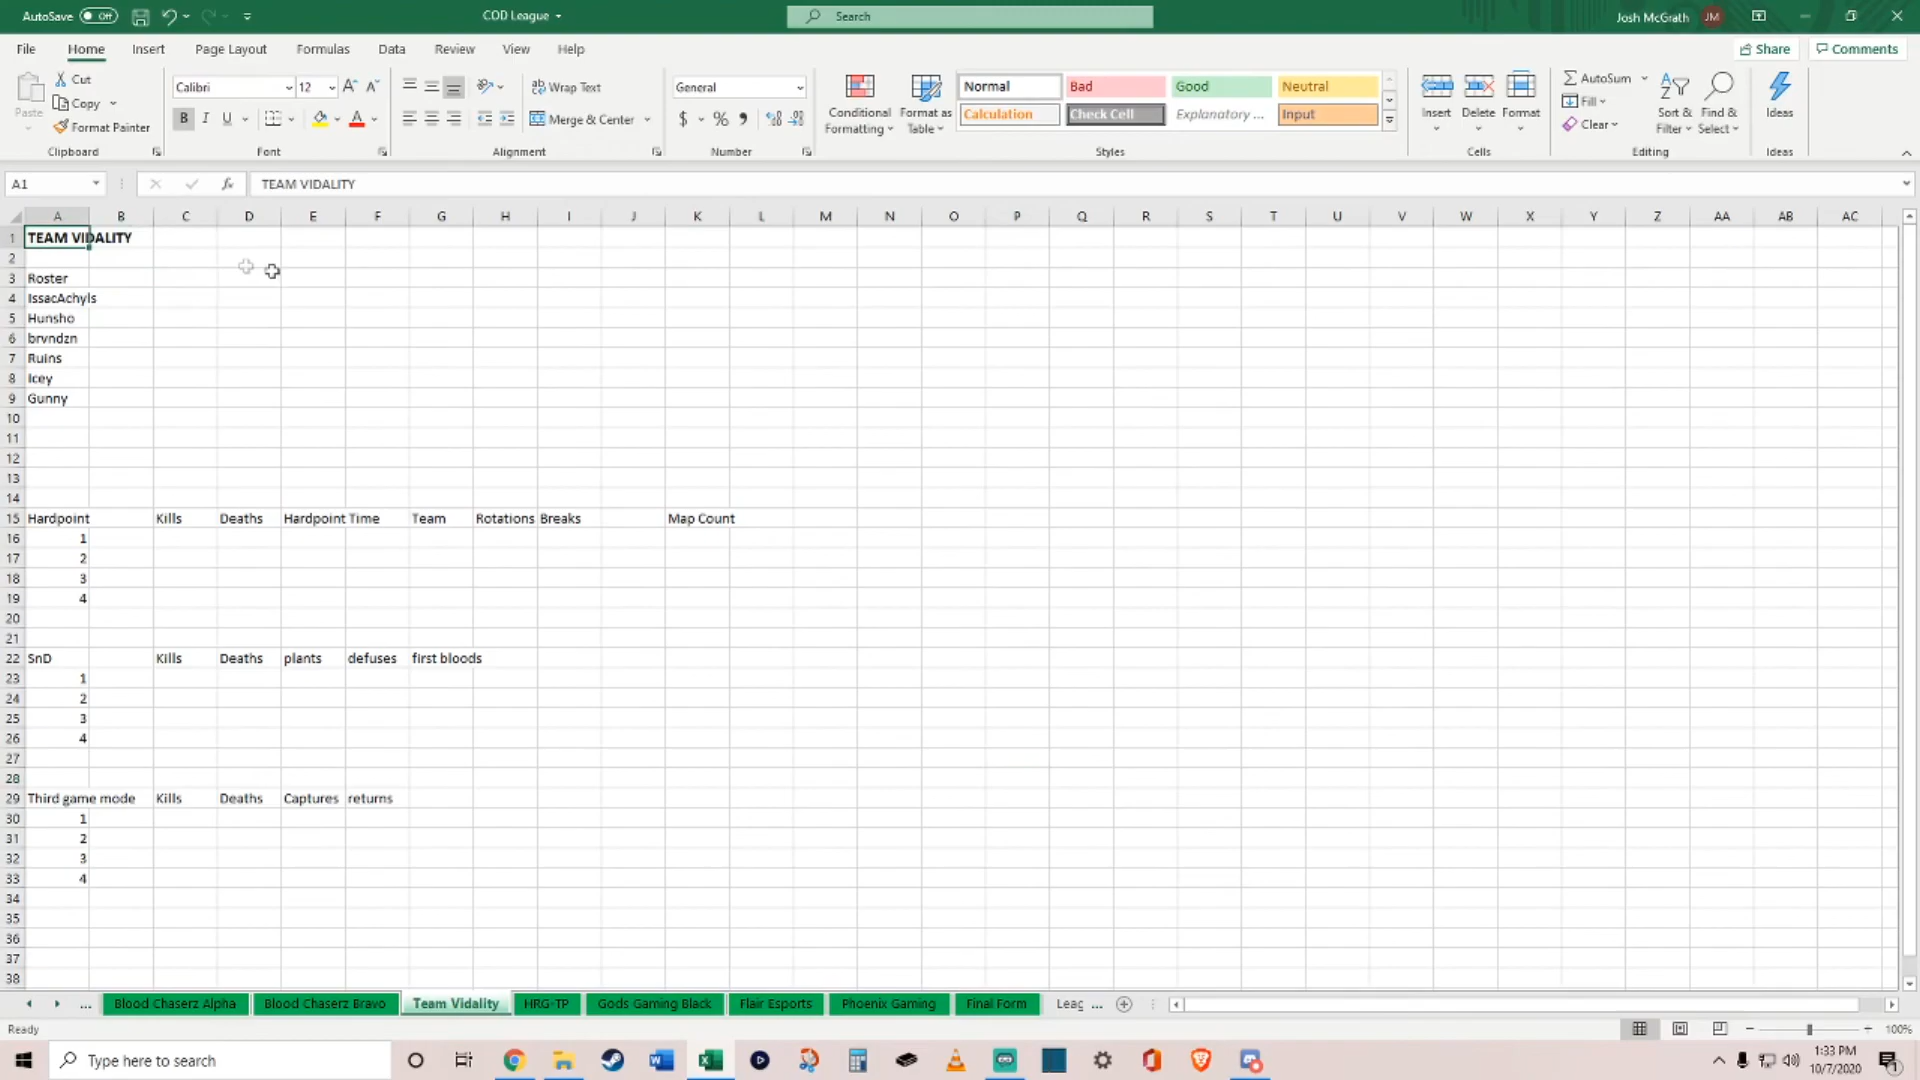 AutoSave Off COD League Search Josh McGrath JM
File Home Insert Page Layout Formulas Data Review View Help Share Comments
Cut Calibri 12 Wrap Text General Normal Bad Good Neutral AutoSum
Paste Copy Conditional Formatting Format as Table Calculation Check Cell Explanatory ... Input Insert Delete Format Fill Sort & Filter Find & Select Ideas
Format Painter B I U A Merge & Center $ % Clear
Clipboard Font Alignment Number Styles Cells Editing Ideas
A1 fx TEAM VIDALITY
A B C D E F G H I J K L M N O P Q R S T U V W X Y Z AA AB AC
1 TEAM VIDALITY
2
3 Roster
4 IssacAchyls
5 Hunsho
6 brvndzn
7 Ruins
8 Icey
9 Gunny
10
11
12
13
14
15 Hardpoint Kills Deaths Hardpoint Time Team Rotations Breaks Map Count
16 1
17 2
18 3
19 4
20
21
22 SnD Kills Deaths plants defuses first bloods
23 1
24 2
25 3
26 4
27
28
29 Third game mode Kills Deaths Captures returns
30 1
31 2
32 3
33 4
34
35
36
37
38
... Blood Chaserz Alpha Blood Chaserz Bravo Team Vidality HRG-TP Gods Gaming Black Flair Esports Phoenix Gaming Final Form Leag ...
Ready 100%
Type here to search 1:33 PM
10/7/2020